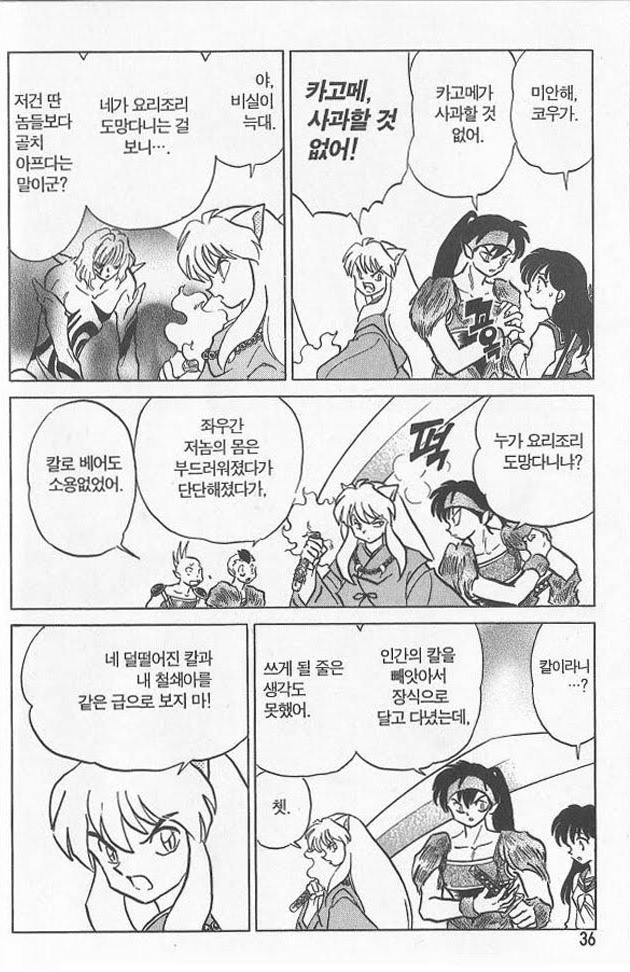 미안해,
코우가.
카고메가
사과할 것
없어.
카고메,
사과할 것
없어!
야,
비실이
늑대.
네가 요리조리
도망다니는 걸
보니….
저건 딴
놈들보다
골치
아프다는
말이군?
누가 요리조리
도망다니냐?
퍽
좌우간
저놈의 몸은
부드러워졌다가
단단해졌다가,
칼로 베어도
소용없었어.
칼이라니
…?
인간의 칼을
빼앗아서
장식으로
달고 다녔는데,
쓰게 될 줄은
생각도
못했어.
쳇.
네 덜떨어진 칼과
내 철쇄아를
같은 급으로 보지 마!
36